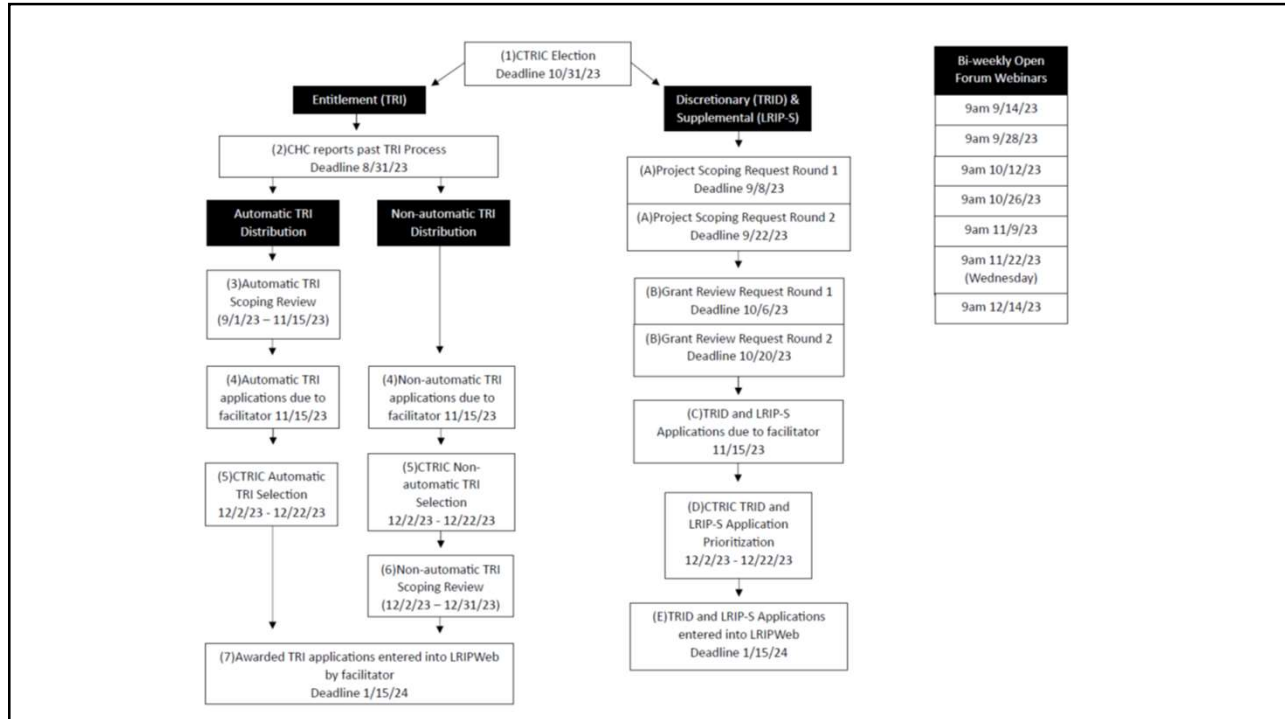 (1)CTRIC Election
Deadline 10/31/23
Entitlement (TRI)
Discretionary (TRID) &
Supplemental (LRIP-S)
(2)CHC reports past TRI Process
Deadline 8/31/23
Automatic TRI
Distribution
Non-automatic TRI
Distribution
(3)Automatic TRI
Scoping Review
(9/1/23 – 11/15/23)
(4)Automatic TRI
applications due to
facilitator 11/15/23
(4)Non-automatic TRI
applications due to
facilitator 11/15/23
(5)CTRIC Automatic
TRI Selection
12/2/23 - 12/22/23
(5)CTRIC Non-
automatic TRI
Selection
12/2/23 - 12/22/23
(6)Non-automatic TRI
Scoping Review
(12/2/23 – 12/31/23)
(7)Awarded TRI applications entered into LRIPWeb
by facilitator
Deadline 1/15/24
(A)Project Scoping Request Round 1
Deadline 9/8/23
(A)Project Scoping Request Round 2
Deadline 9/22/23
(B)Grant Review Request Round 1
Deadline 10/6/23
(B)Grant Review Request Round 2
Deadline 10/20/23
(C)TRID and LRIP-S
Applications due to facilitator
11/15/23
(D)CTRIC TRID and
LRIP-S Application
Prioritization
12/2/23 - 12/22/23
(E)TRID and LRIP-S Applications
entered into LRIPWeb
Deadline 1/15/24
Bi-weekly Open
Forum Webinars
9am 9/14/23
9am 9/28/23
9am 10/12/23
9am 10/26/23
9am 11/9/23
9am 11/22/23
(Wednesday)
9am 12/14/23